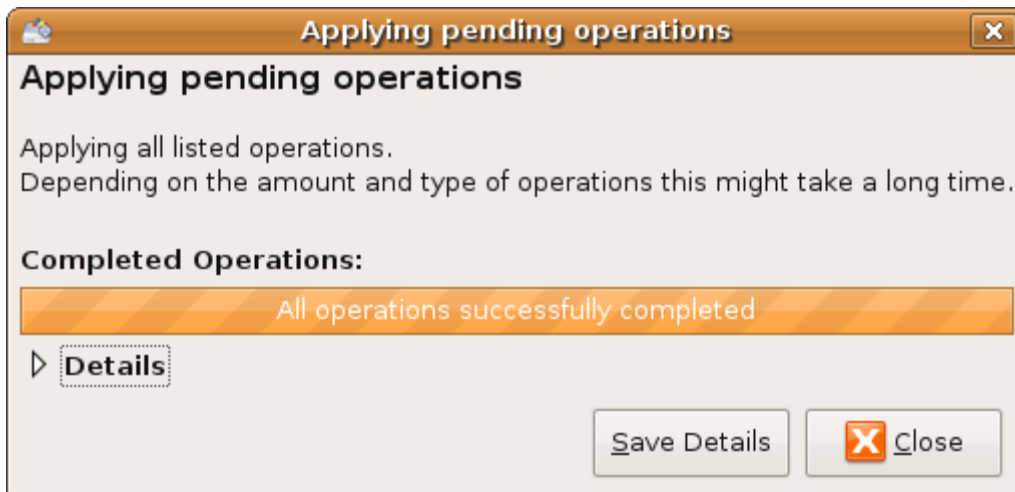 Applying pending operations
Applying pending operations
Applying all listed operations.
Depending on the amount and type of operations this might take a long time.
Completed Operations:
All operations successfully completed
Details
Save Details
Close